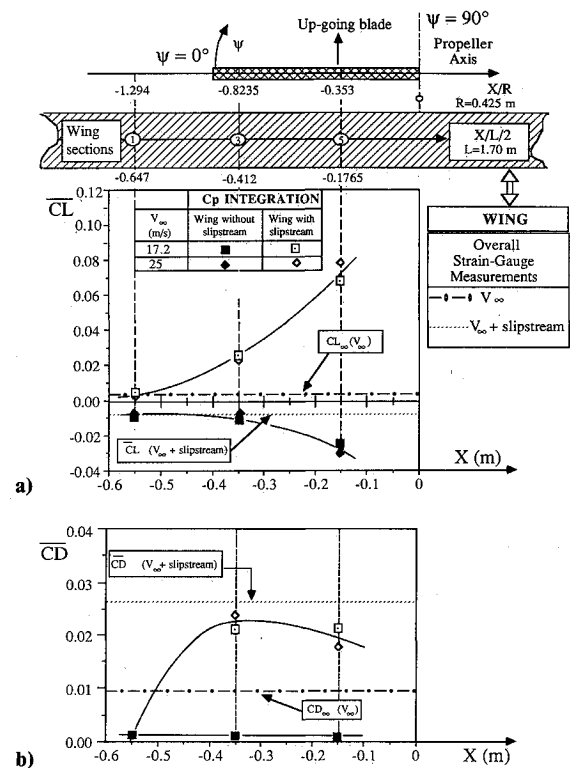 Up-going blade
ψ = 90°
ψ = 0°
ψ
Propeller
Axis
-1.294
-0.8235
-0.353
X/R
R=0.425 m
Wing
sections
1
X/L/2
L=1.70 m
-0.647
-0.412
-0.1765
CL
0.12
0.10
0.08
0.06
0.04
0.02
0.00
-0.02
-0.04
Cp INTEGRATION
V∞
(m/s)
Wing without
slipstream
Wing with
slipstream
17.2
25
WING
Overall
Strain-Gauge
Measurements
V∞
V∞ + slipstream
CL∞ (V∞)
CL (V∞ + slipstream)
-0.6 -0.5 -0.4 -0.3 -0.2 -0.1 0
X (m)
a)
CD
0.04
0.03
0.02
0.01
0.00
CD (V∞ + slipstream)
CD∞ (V∞)
-0.6 -0.5 -0.4 -0.3 -0.2 -0.1 0
X (m)
b)